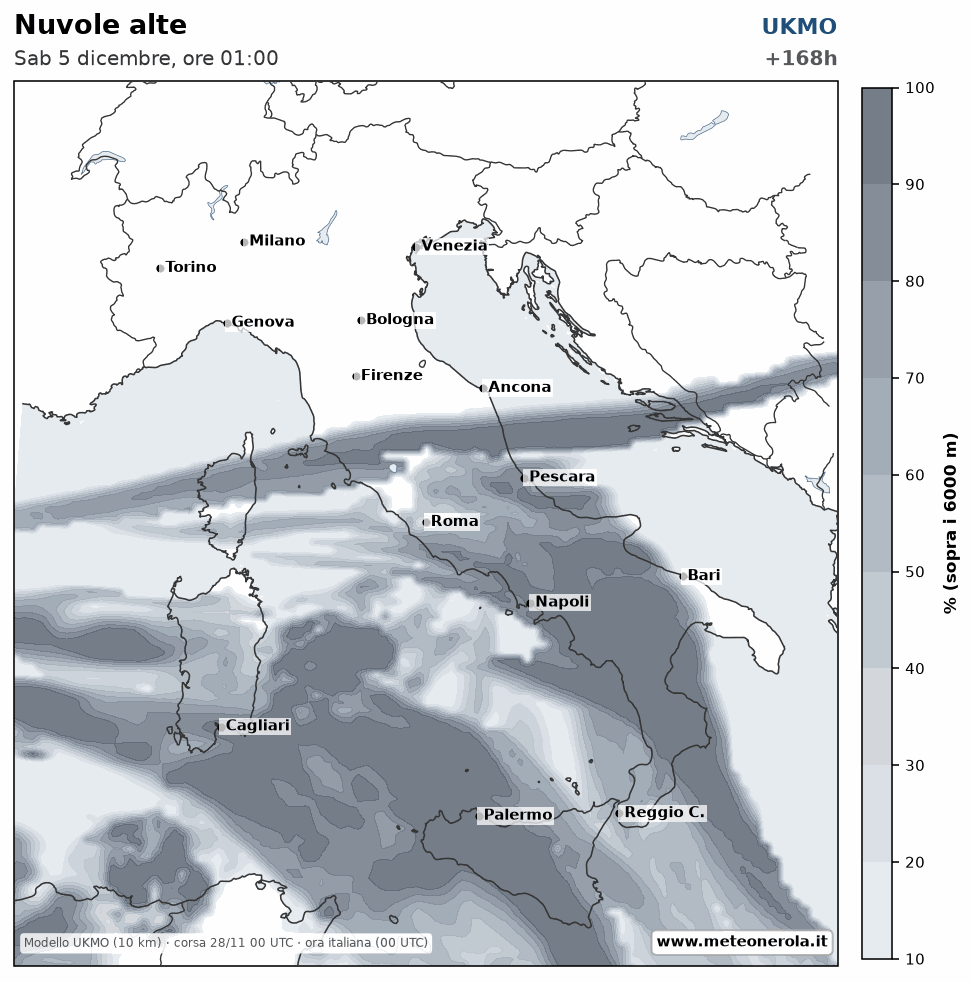 Nuvole alte
UKMO
Sab 5 dicembre, ore 01:00
+168h
Milano
Venezia
Torino
Bologna
Genova
Firenze
Ancona
Pescara
Roma
Bari
Napoli
Cagliari
Palermo
Reggio C.
Modello UKMO (10 km) · corsa 28/11 00 UTC · ora italiana (00 UTC)
www.meteonerola.it
100
90
80
70
60
50
40
30
20
10
% (sopra i 6000 m)